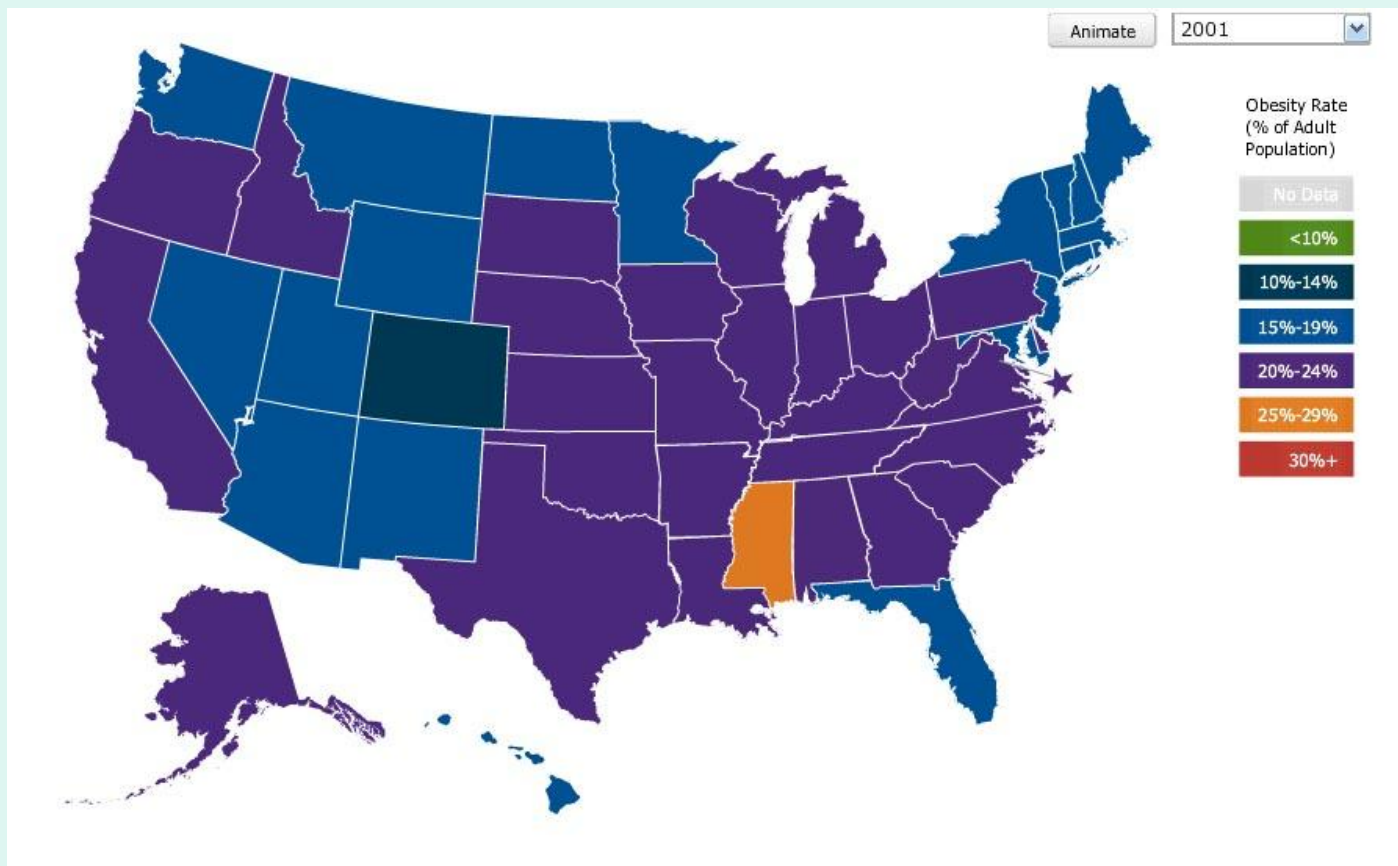 Animate
2001
Obesity Rate
(% of Adult
Population)
No Data
<10%
10%-14%
15%-19%
20%-24%
25%-29%
30%+